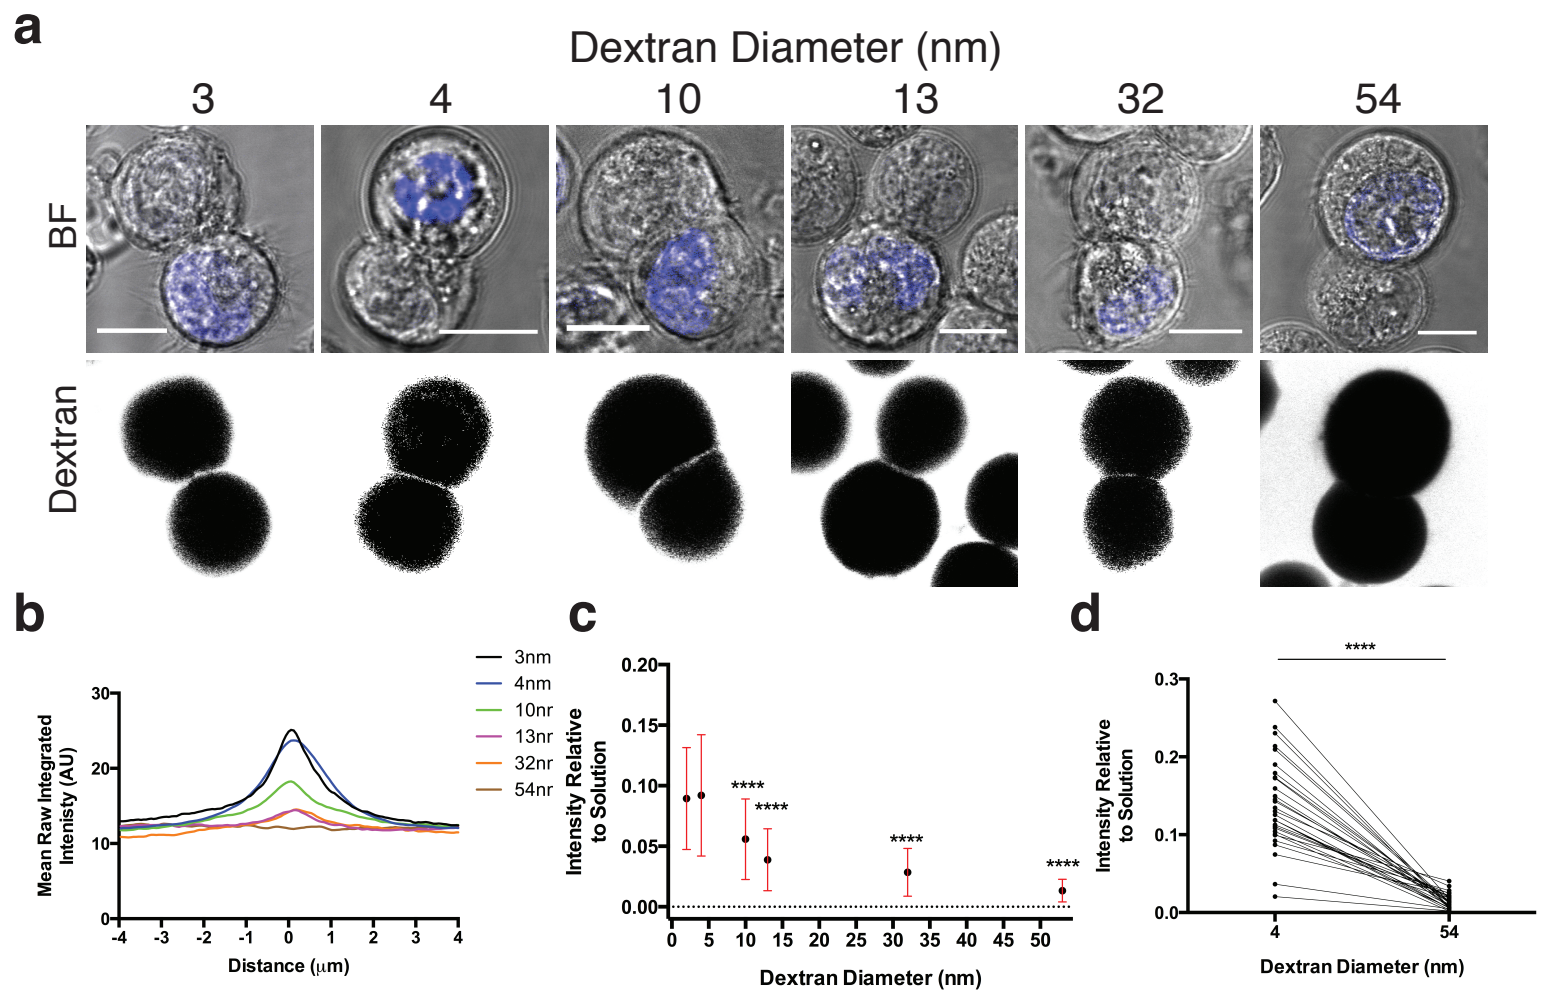 a
Dextran Diameter (nm)
3 4 10 13 32 54
BF
Dextran
b
Mean Raw Integrated
Intenisty (AU)
30
20
10
0
-4 -3 -2 -1 0 1 2 3 4
Distance (μm)
3nm
4nm
10nr
13nr
32nr
54nr
c
Intensity Relative
to Solution
0.20
0.15
0.10
0.05
0.00
****
****
****
****
0 5 10 15 20 25 30 35 40 45 50
Dextran Diameter (nm)
d
Intensity Relative
to Solution
****
0.3
0.2
0.1
0.0
4 54
Dextran Diameter (nm)